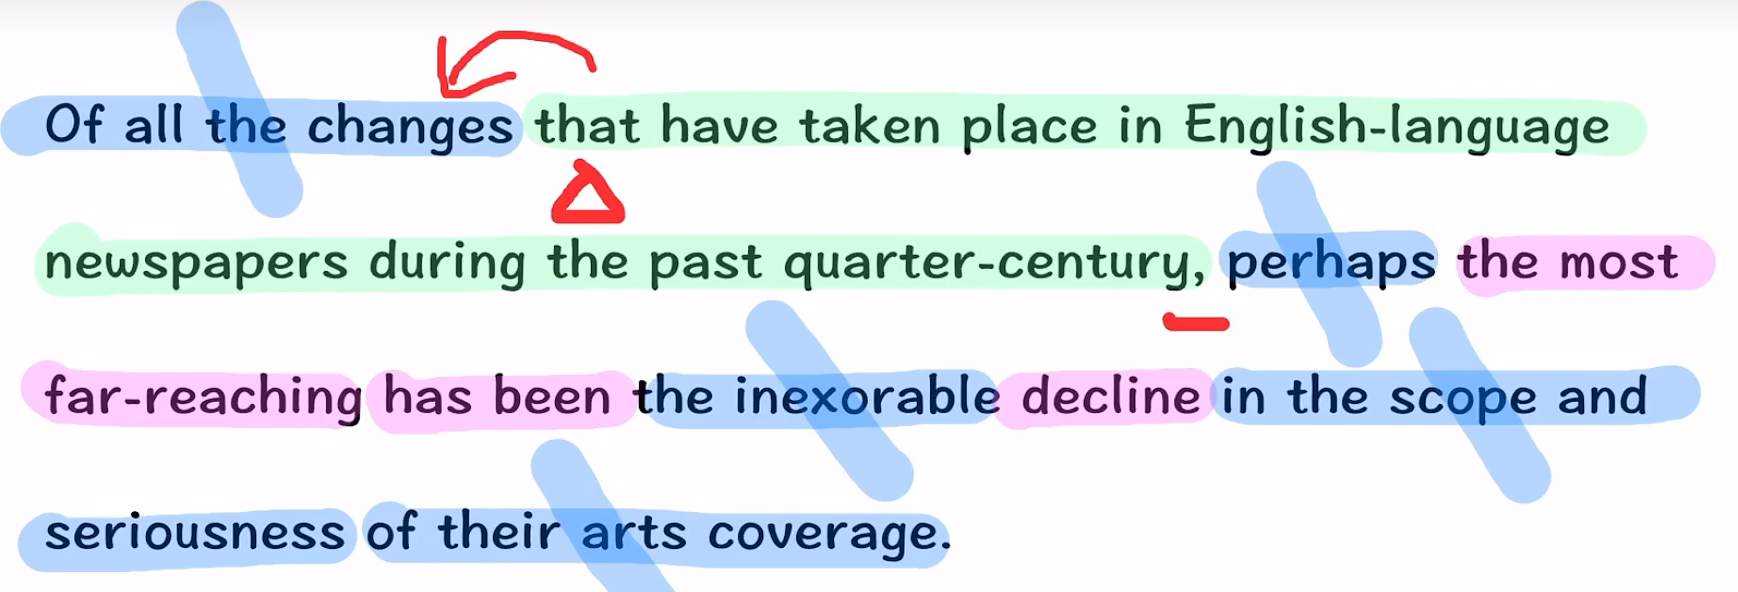 Of all the changes that have taken place in English-language
newspapers during the past quarter-century, perhaps the most
far-reaching has been the inexorable decline in the scope and
seriousness of their arts coverage.